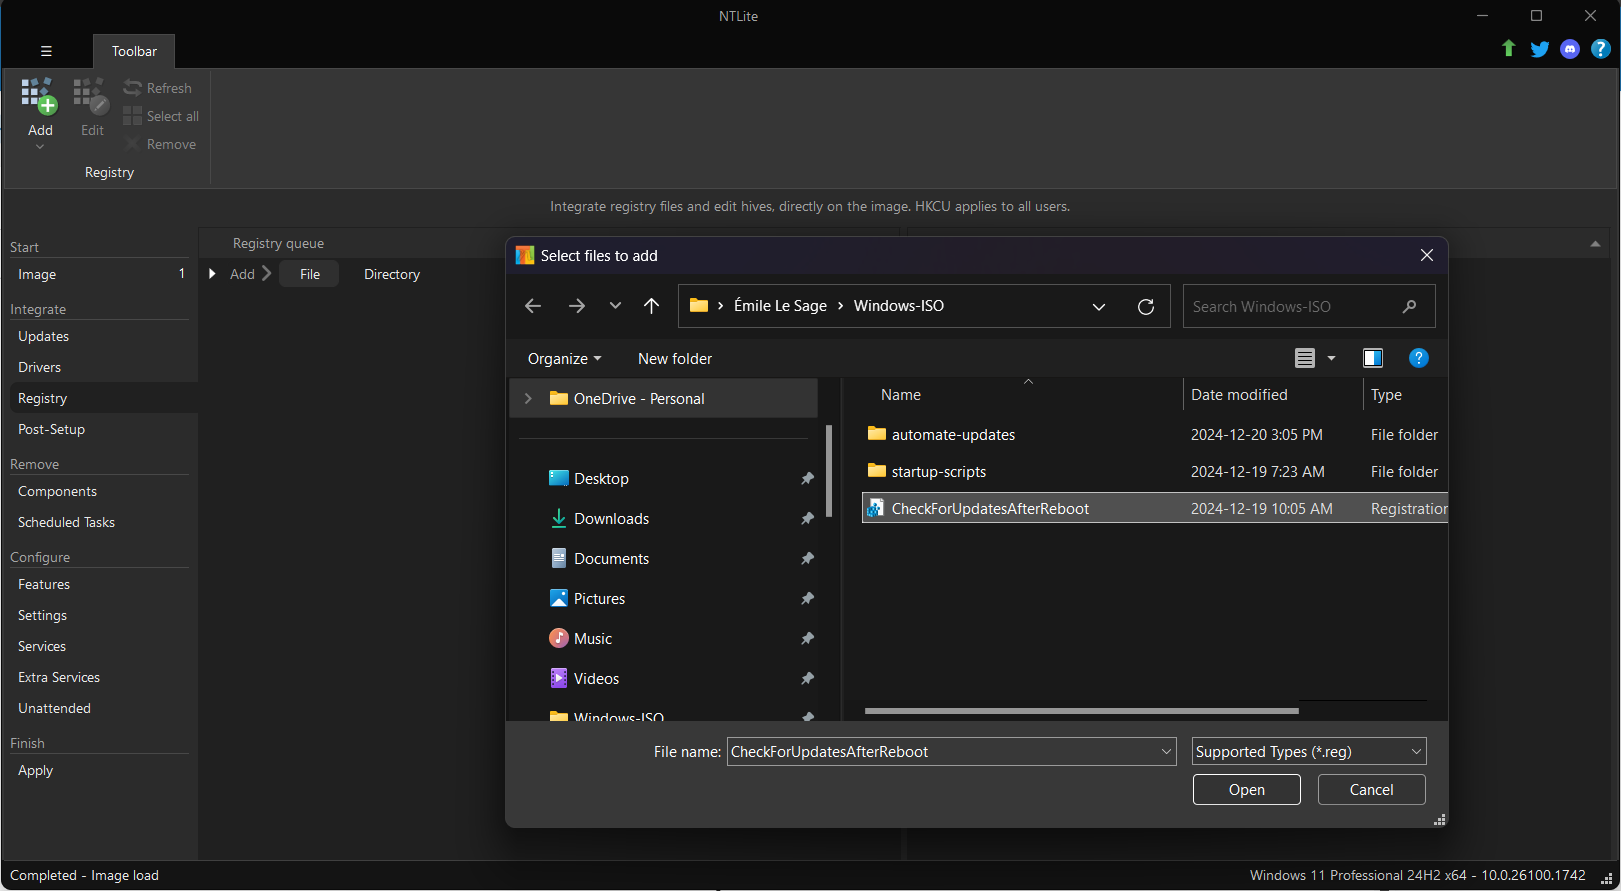 NTLite
Toolbar
Add
Edit
Refresh
Select all
Remove
Registry
Integrate registry files and edit hives, directly on the image. HKCU applies to all users.
Start
Image 1
Integrate
Updates
Drivers
Registry
Post-Setup
Remove
Components
Scheduled Tasks
Configure
Features
Settings
Services
Extra Services
Unattended
Finish
Apply
Registry queue
Add File Directory
Select files to add
Émile Le Sage Windows-ISO
Search Windows-ISO
Organize New folder
?
OneDrive - Personal
Desktop
Downloads
Documents
Pictures
Music
Videos
Windows-ISO
Name Date modified Type
automate-updates 2024-12-20 3:05 PM File folder
startup-scripts 2024-12-19 7:23 AM File folder
CheckForUpdatesAfterReboot 2024-12-19 10:05 AM Registration
File name: CheckForUpdatesAfterReboot Supported Types (*.reg)
Open Cancel
Completed - Image load
Windows 11 Professional 24H2 x64 - 10.0.26100.1742